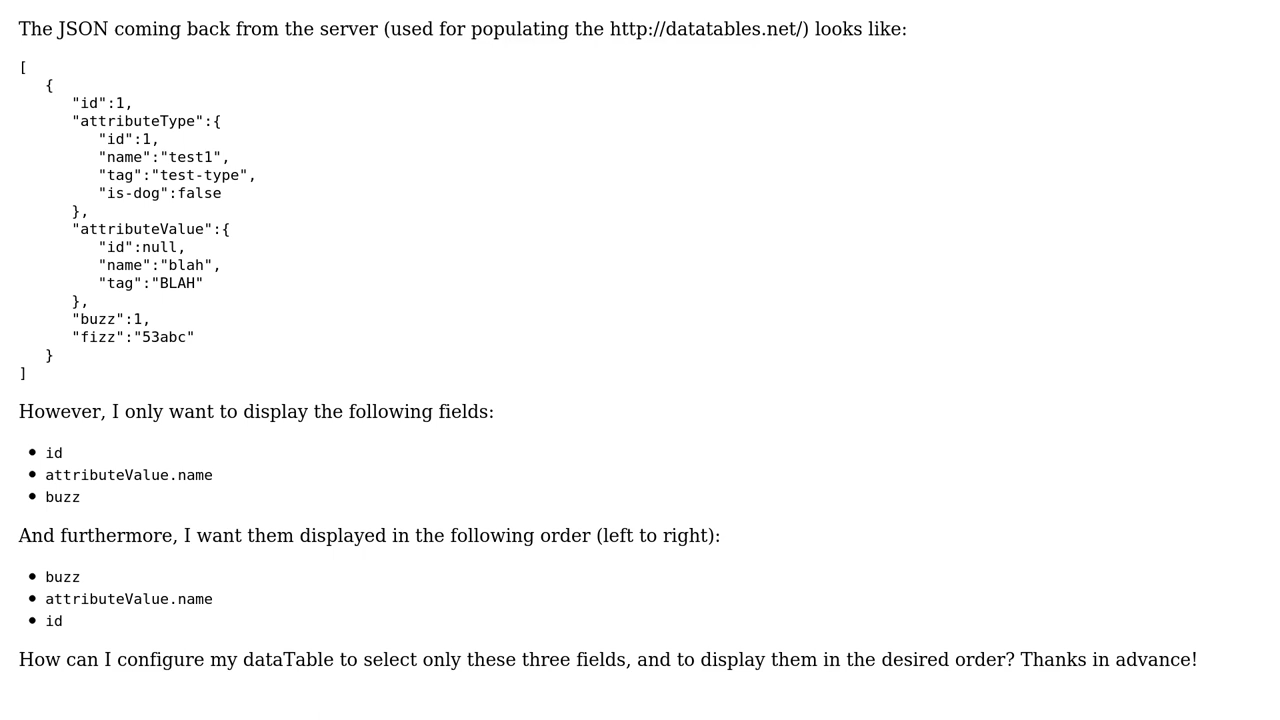 The JSON coming back from the server (used for populating the http://datatables.net/) looks like:
[
   {
      "id":1,
      "attributeType":{
         "id":1,
         "name":"test1",
         "tag":"test-type",
         "is-dog":false
      },
      "attributeValue":{
         "id":null,
         "name":"blah",
         "tag":"BLAH"
      },
      "buzz":1,
      "fizz":"53abc"
   }
]
However, I only want to display the following fields:
• id
• attributeValue.name
• buzz
And furthermore, I want them displayed in the following order (left to right):
• buzz
• attributeValue.name
• id
How can I configure my dataTable to select only these three fields, and to display them in the desired order? Thanks in advance!